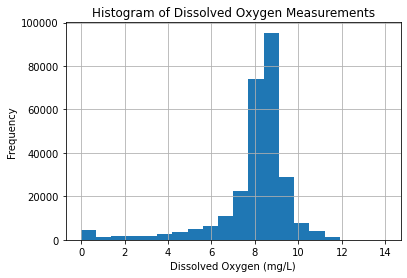 Histogram of Dissolved Oxygen Measurements
100000
80000
60000
40000
20000
0
Frequency
0 2 4 6 8 10 12 14
Dissolved Oxygen (mg/L)